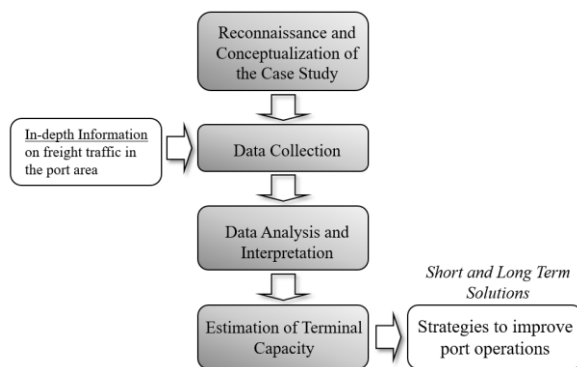 Reconnaissance and
Conceptualization of
the Case Study
In-depth Information
on freight traffic in
the port area
Data Collection
Data Analysis and
Interpretation
Short and Long Term
Solutions
Estimation of Terminal
Capacity
Strategies to improve
port operations